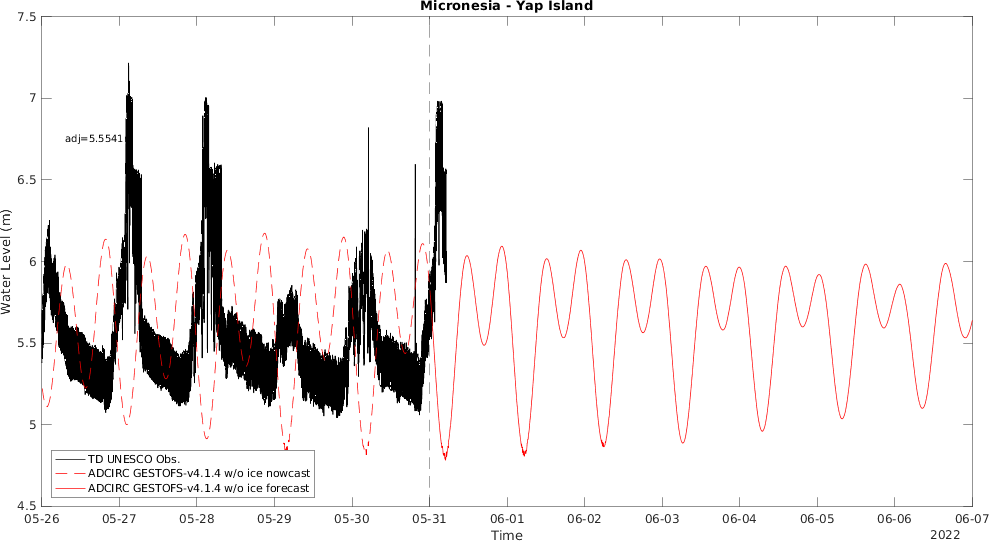 Micronesia - Yap Island
7.5
7
6.5
6
5.5
5
4.5
Water Level (m)
adj=5.5541
TD UNESCO Obs.
ADCIRC GESTOFS-v4.1.4 w/o ice nowcast
ADCIRC GESTOFS-v4.1.4 w/o ice forecast
05-26 05-27 05-28 05-29 05-30 05-31 06-01 06-02 06-03 06-04 06-05 06-06 06-07
Time
2022